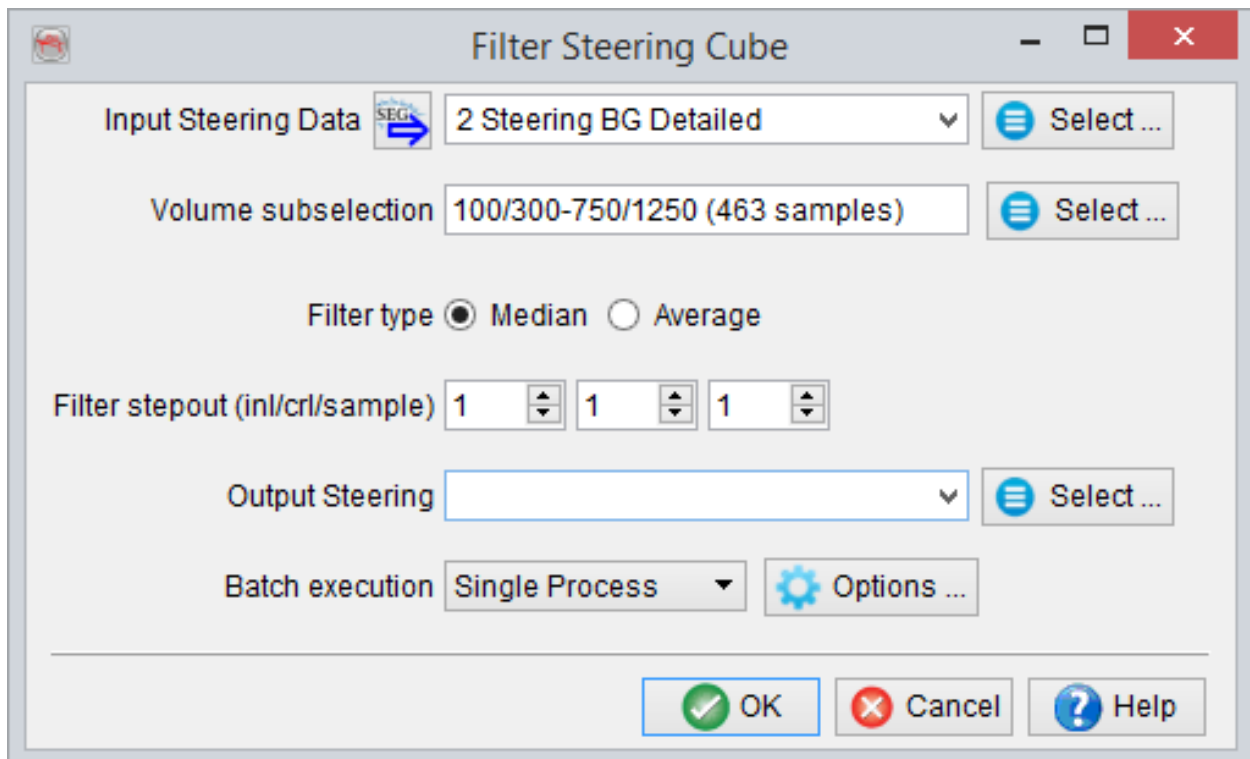 Filter Steering Cube
Input Steering Data SEG 2 Steering BG Detailed Select ...
Volume subselection 100/300-750/1250 (463 samples) Select ...
Filter type Median Average
Filter stepout (inl/crl/sample) 1 1 1
Output Steering Select ...
Batch execution Single Process Options ...
OK Cancel ? Help